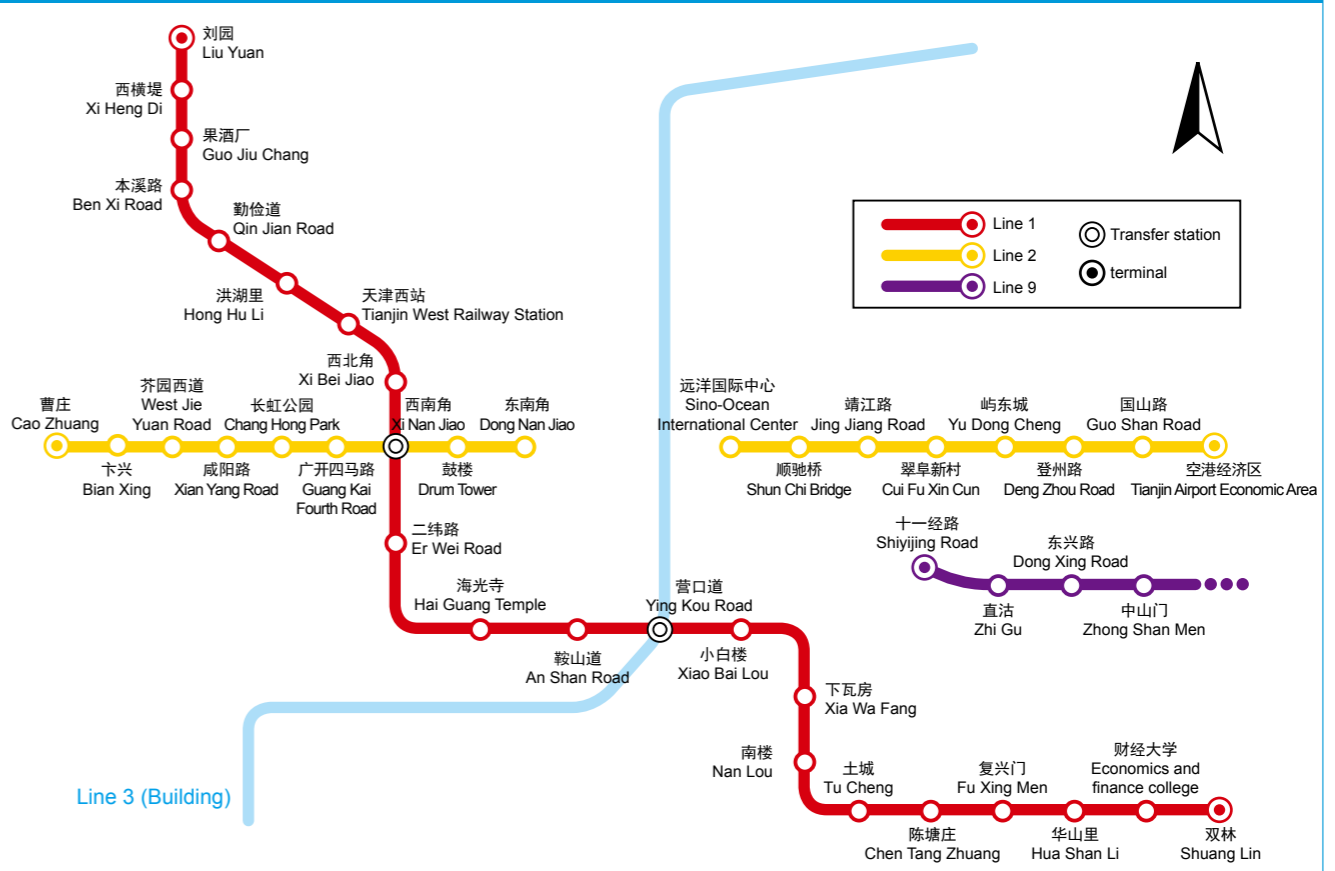 刘园
Liu Yuan
西横堤
Xi Heng Di
果酒厂
Guo Jiu Chang
本溪路
Ben Xi Road
勤俭道
Qin Jian Road
洪湖里
Hong Hu Li
天津西站
Tianjin West Railway Station
西北角
Xi Bei Jiao
Line 1
Line 2
Line 9
Transfer station
terminal
曹庄
Cao Zhuang
卞兴
Bian Xing
芥园西道
West Jie
Yuan Road
咸阳路
Xian Yang Road
长虹公园
Chang Hong Park
广开四马路
Guang Kai
Fourth Road
西南角
Xi Nan Jiao
鼓楼
Drum Tower
东南角
Dong Nan Jiao
远洋国际中心
Sino-Ocean
International Center
顺驰桥
Shun Chi Bridge
靖江路
Jing Jiang Road
翠阜新村
Cui Fu Xin Cun
屿东城
Yu Dong Cheng
登州路
Deng Zhou Road
国山路
Guo Shan Road
空港经济区
Tianjin Airport Economic Area
二纬路
Er Wei Road
海光寺
Hai Guang Temple
鞍山道
An Shan Road
营口道
Ying Kou Road
小白楼
Xiao Bai Lou
十一经路
Shiyijing Road
直沽
Zhi Gu
东兴路
Dong Xing Road
中山门
Zhong Shan Men
下瓦房
Xia Wa Fang
南楼
Nan Lou
土城
Tu Cheng
陈塘庄
Chen Tang Zhuang
复兴门
Fu Xing Men
华山里
Hua Shan Li
财经大学
Economics and
finance college
双林
Shuang Lin
Line 3 (Building)